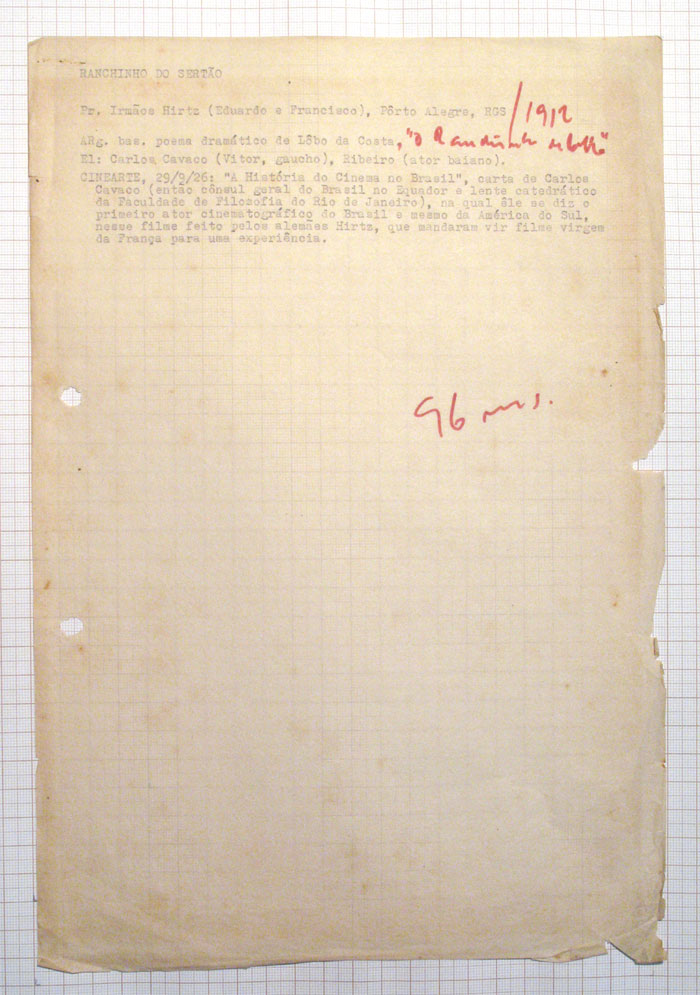 RANCHINHO DO SERTÃO
Pr. Irmãos Hirtz (Eduardo e Francisco), Pôrto Alegre, RGS /1912
ARg. bas. poema dramático de Lôbo da Costa, "O Ranchinho
El: Carlos Cavaco (Vitor, gaucho), Ribeiro (ator baiano).
CINEARTE, 29/9/26: "A História do Cinema no Brasil", carta de Carlos
Cavaco (então cônsul geral do Brasil no Equador e lente catedrático
da Faculdade de Filozofia do Rio de Janeiro), na qual êle se diz o
primeiro ator cinematográfico do Brasil e mesmo da América do Sul,
nesse filme feito pelos alemães Hirtz, que mandaram vir filme virgem
da França para uma experiência.
96 ms.